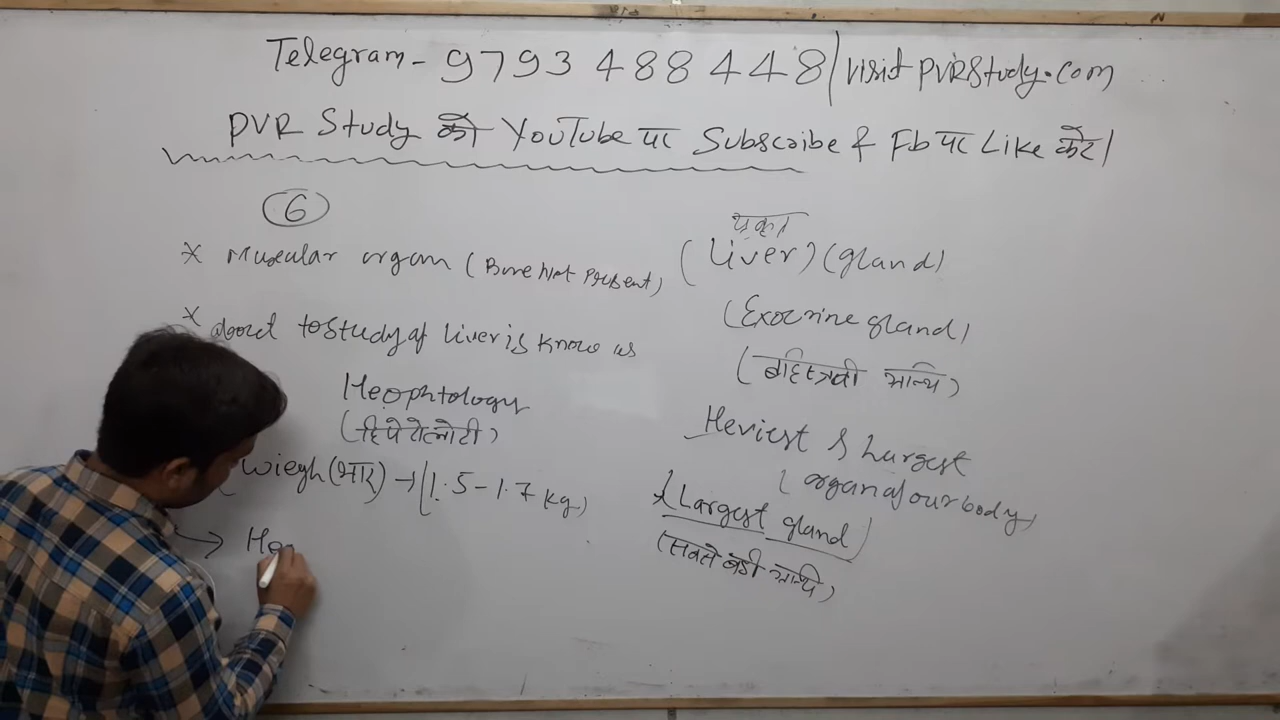 Telegram - 9793 488 448 / visit PVRStudy.com
PVR Study को YouTube पर Subscribe & Fb पर Like करें।
6
* Muscular organ (Bone Not Present)
* about to study of liver is know as
Heophtology
(हिपेटोलॉजी)
Wiegh (भार) → (1.5 - 1.7 kg)
→ Hea
यकृत
(liver) (gland)
(Exocrine gland)
(बहिस्त्रावी ग्रन्थि)
Heviest & Largest
(organ of our body)
* (Largest gland)
(सबसे बडी ग्रन्थि)